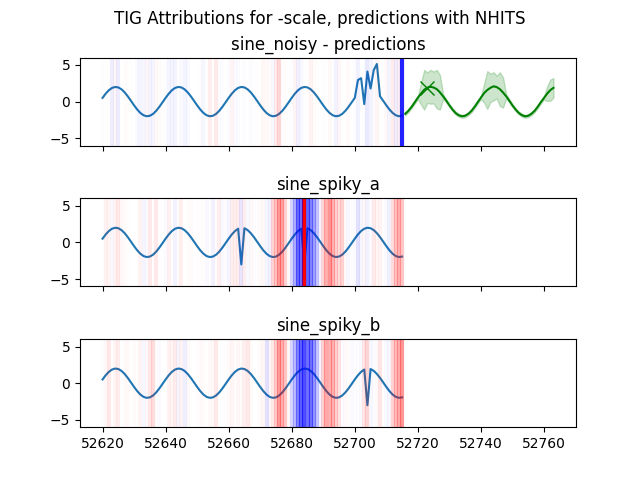 TIG Attributions for -scale, predictions with NHITS
sine_noisy - predictions
5
0
−5
sine_spiky_a
5
0
−5
sine_spiky_b
5
0
−5
52620 52640 52660 52680 52700 52720 52740 52760